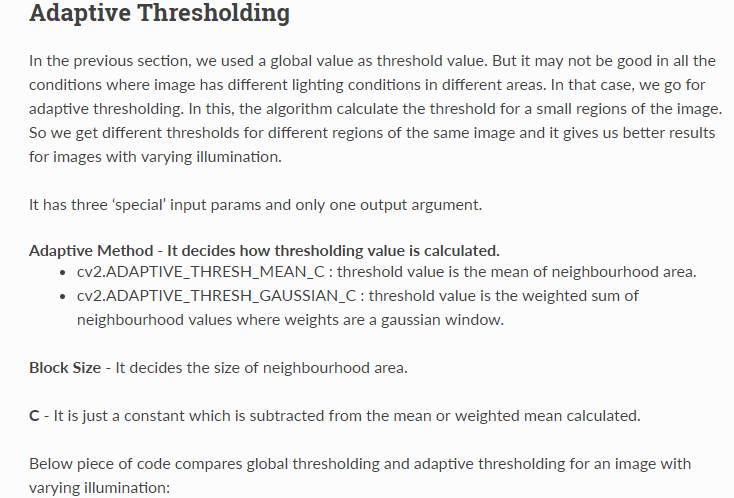 Adaptive Thresholding
In the previous section, we used a global value as threshold value. But it may not be good in all the
conditions where image has different lighting conditions in different areas. In that case, we go for
adaptive thresholding. In this, the algorithm calculate the threshold for a small regions of the image.
So we get different thresholds for different regions of the same image and it gives us better results
for images with varying illumination.
It has three ‘special’ input params and only one output argument.
Adaptive Method - It decides how thresholding value is calculated.
• cv2.ADAPTIVE_THRESH_MEAN_C : threshold value is the mean of neighbourhood area.
• cv2.ADAPTIVE_THRESH_GAUSSIAN_C : threshold value is the weighted sum of
neighbourhood values where weights are a gaussian window.
Block Size - It decides the size of neighbourhood area.
C - It is just a constant which is subtracted from the mean or weighted mean calculated.
Below piece of code compares global thresholding and adaptive thresholding for an image with
varying illumination: